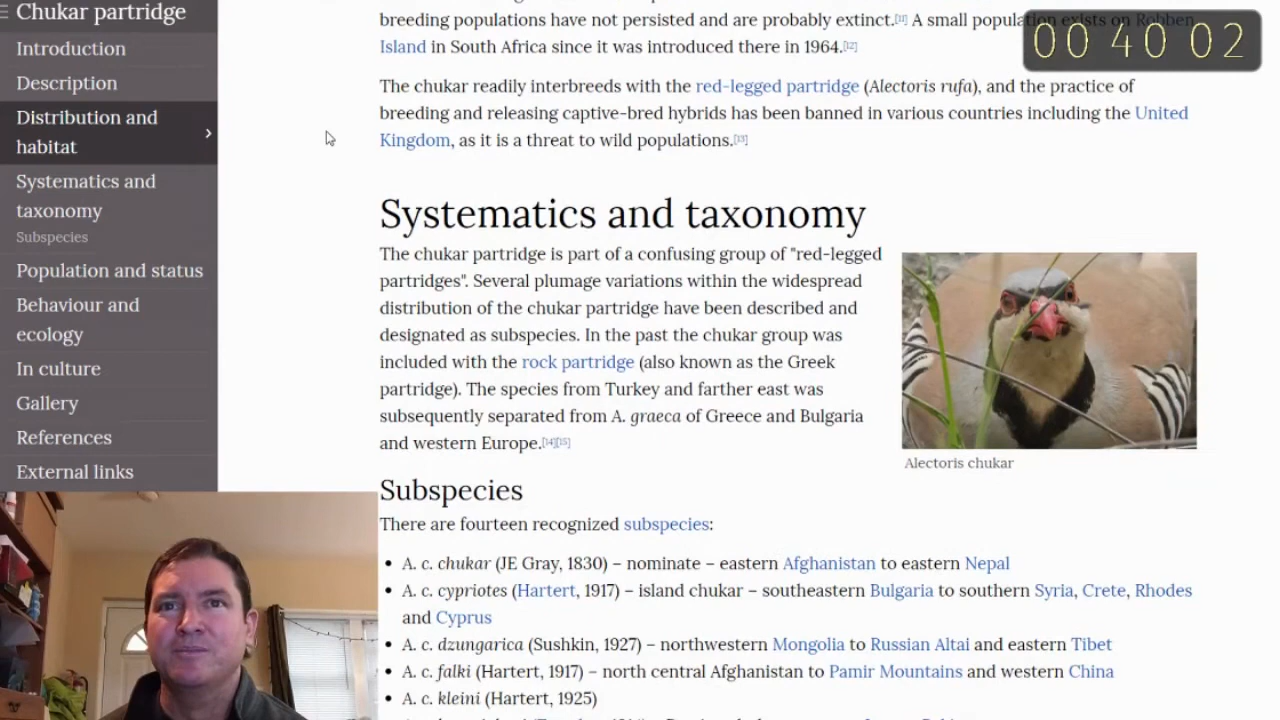 Chukar partridge
Introduction
Description
Distribution and
habitat
Systematics and
taxonomy
Subspecies
Population and status
Behaviour and
ecology
In culture
Gallery
References
External links
breeding populations have not persisted and are probably extinct.[11] A small population exists on Robben
Island in South Africa since it was introduced there in 1964.[12]
00 40 02
The chukar readily interbreeds with the red-legged partridge (Alectoris rufa), and the practice of
breeding and releasing captive-bred hybrids has been banned in various countries including the United
Kingdom, as it is a threat to wild populations.[13]
Systematics and taxonomy
The chukar partridge is part of a confusing group of "red-legged
partridges". Several plumage variations within the widespread
distribution of the chukar partridge have been described and
designated as subspecies. In the past the chukar group was
included with the rock partridge (also known as the Greek
partridge). The species from Turkey and farther east was
subsequently separated from A. graeca of Greece and Bulgaria
and western Europe.[14][15]
Alectoris chukar
Subspecies
There are fourteen recognized subspecies:
• A. c. chukar (JE Gray, 1830) – nominate – eastern Afghanistan to eastern Nepal
• A. c. cypriotes (Hartert, 1917) – island chukar – southeastern Bulgaria to southern Syria, Crete, Rhodes
and Cyprus
• A. c. dzungarica (Sushkin, 1927) – northwestern Mongolia to Russian Altai and eastern Tibet
• A. c. falki (Hartert, 1917) – north central Afghanistan to Pamir Mountains and western China
• A. c. kleini (Hartert, 1925)